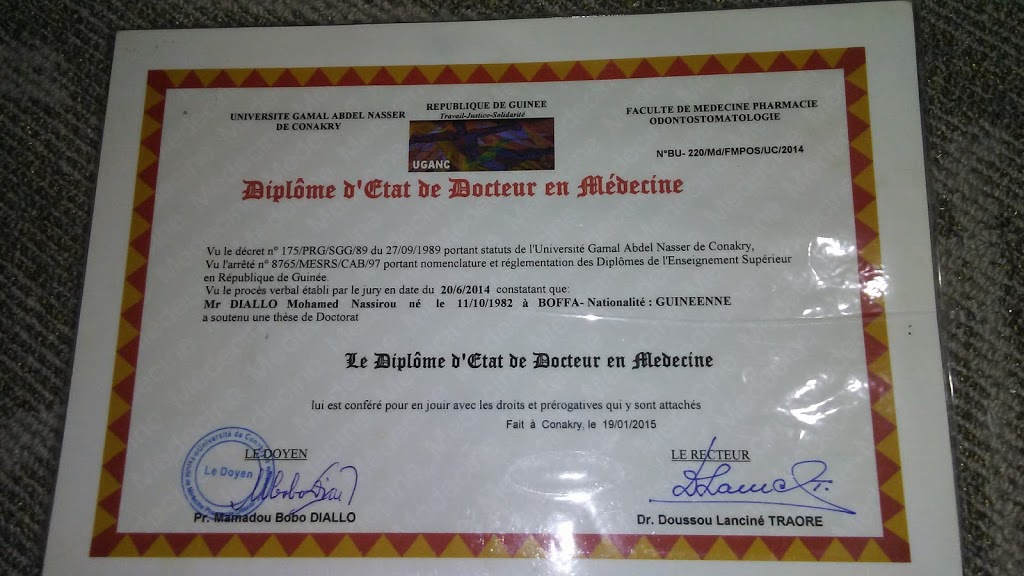 UNIVERSITE GAMAL ABDEL NASSER
DE CONAKRY
REPUBLIQUE DE GUINEE
Travail-Justice-Solidarité
UGANC
FACULTE DE MEDECINE PHARMACIE
ODONTOSTOMATOLOGIE
N°BU- 220/Md/FMPOS/UC/2014
Diplôme d'Etat de Docteur en Médecine
Vu le décret n° 175/PRG/SGG/89 du 27/09/1989 portant statuts de l'Université Gamal Abdel Nasser de Conakry,
Vu l'arrêté n° 8765/MESRS/CAB/97 portant nomenclature et réglementation des Diplômes de l'Enseignement Supérieur
en République de Guinée.
Vu le procès verbal établi par le jury en date du 20/6/2014 constatant que:
Mr DIALLO Mohamed Nassirou né le 11/10/1982 à BOFFA- Nationalité : GUINEENNE
a soutenu une thèse de Doctorat
Le Diplôme d'Etat de Docteur en Medecine
lui est conféré pour en jouir avec les droits et prérogatives qui y sont attachés
Fait à Conakry, le 19/01/2015
LE DOYEN
Le Doyen
Pr. Mamadou Bobo DIALLO
LE RECTEUR
Dr. Doussou Lanciné TRAORE